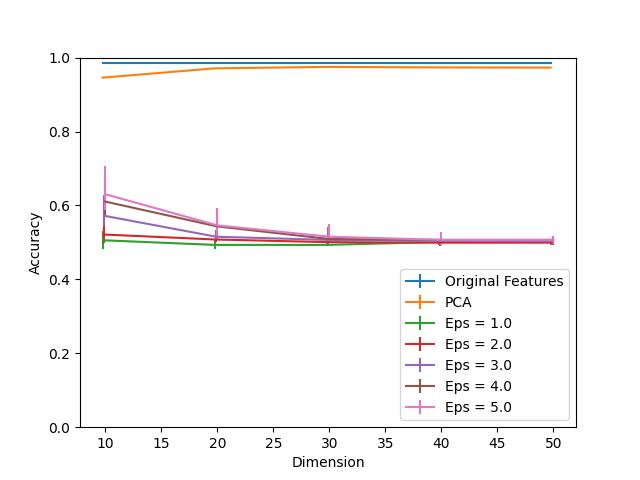 1.0
0.8
0.6
0.4
0.2
0.0
Accuracy
Original Features
PCA
Eps = 1.0
Eps = 2.0
Eps = 3.0
Eps = 4.0
Eps = 5.0
10 15 20 25 30 35 40 45 50
Dimension